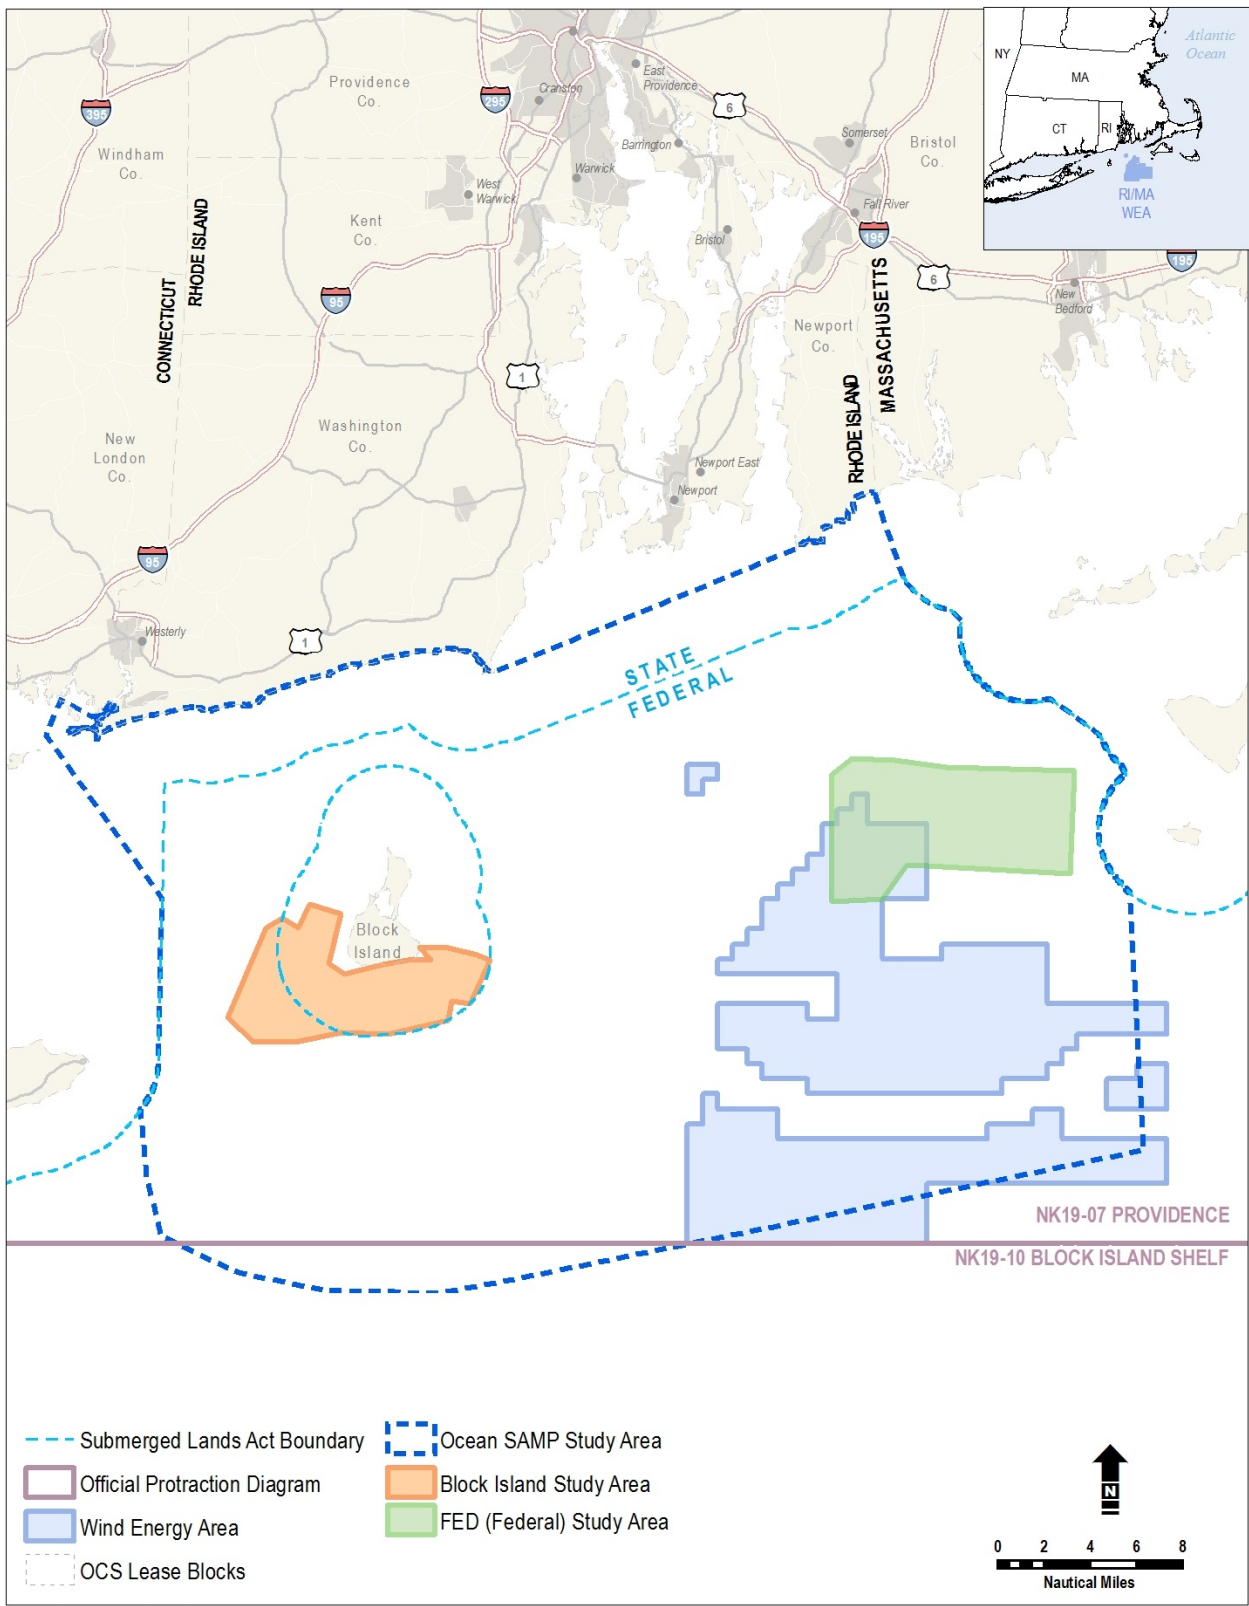 Providence
Co.
Cranston
East
Providence
295
395
6
Windham
Co.
Barrington
Somerset
Bristol
Co.
Warwick
West
Warwick
Kent
Co.
Fall River
Bristol
195
6
195
New
Bedford
CONNECTICUT
RHODE ISLAND
95
Newport
Co.
RHODE ISLAND
MASSACHUSETTS
1
Washington
Co.
New
London
Co.
Newport East
Newport
95
Westerly
1
STATE
FEDERAL
Block
Island
NK19-07 PROVIDENCE
NK19-10 BLOCK ISLAND SHELF
NY
MA
CT
RI
Atlantic
Ocean
RI/MA
WEA
Submerged Lands Act Boundary
Official Protraction Diagram
Wind Energy Area
OCS Lease Blocks
Ocean SAMP Study Area
Block Island Study Area
FED (Federal) Study Area
N
0 2 4 6 8
Nautical Miles